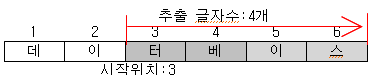 추출 글자수:4개
1 2 3 4 5 6
데 이 터 베 이 스
시작위치:3